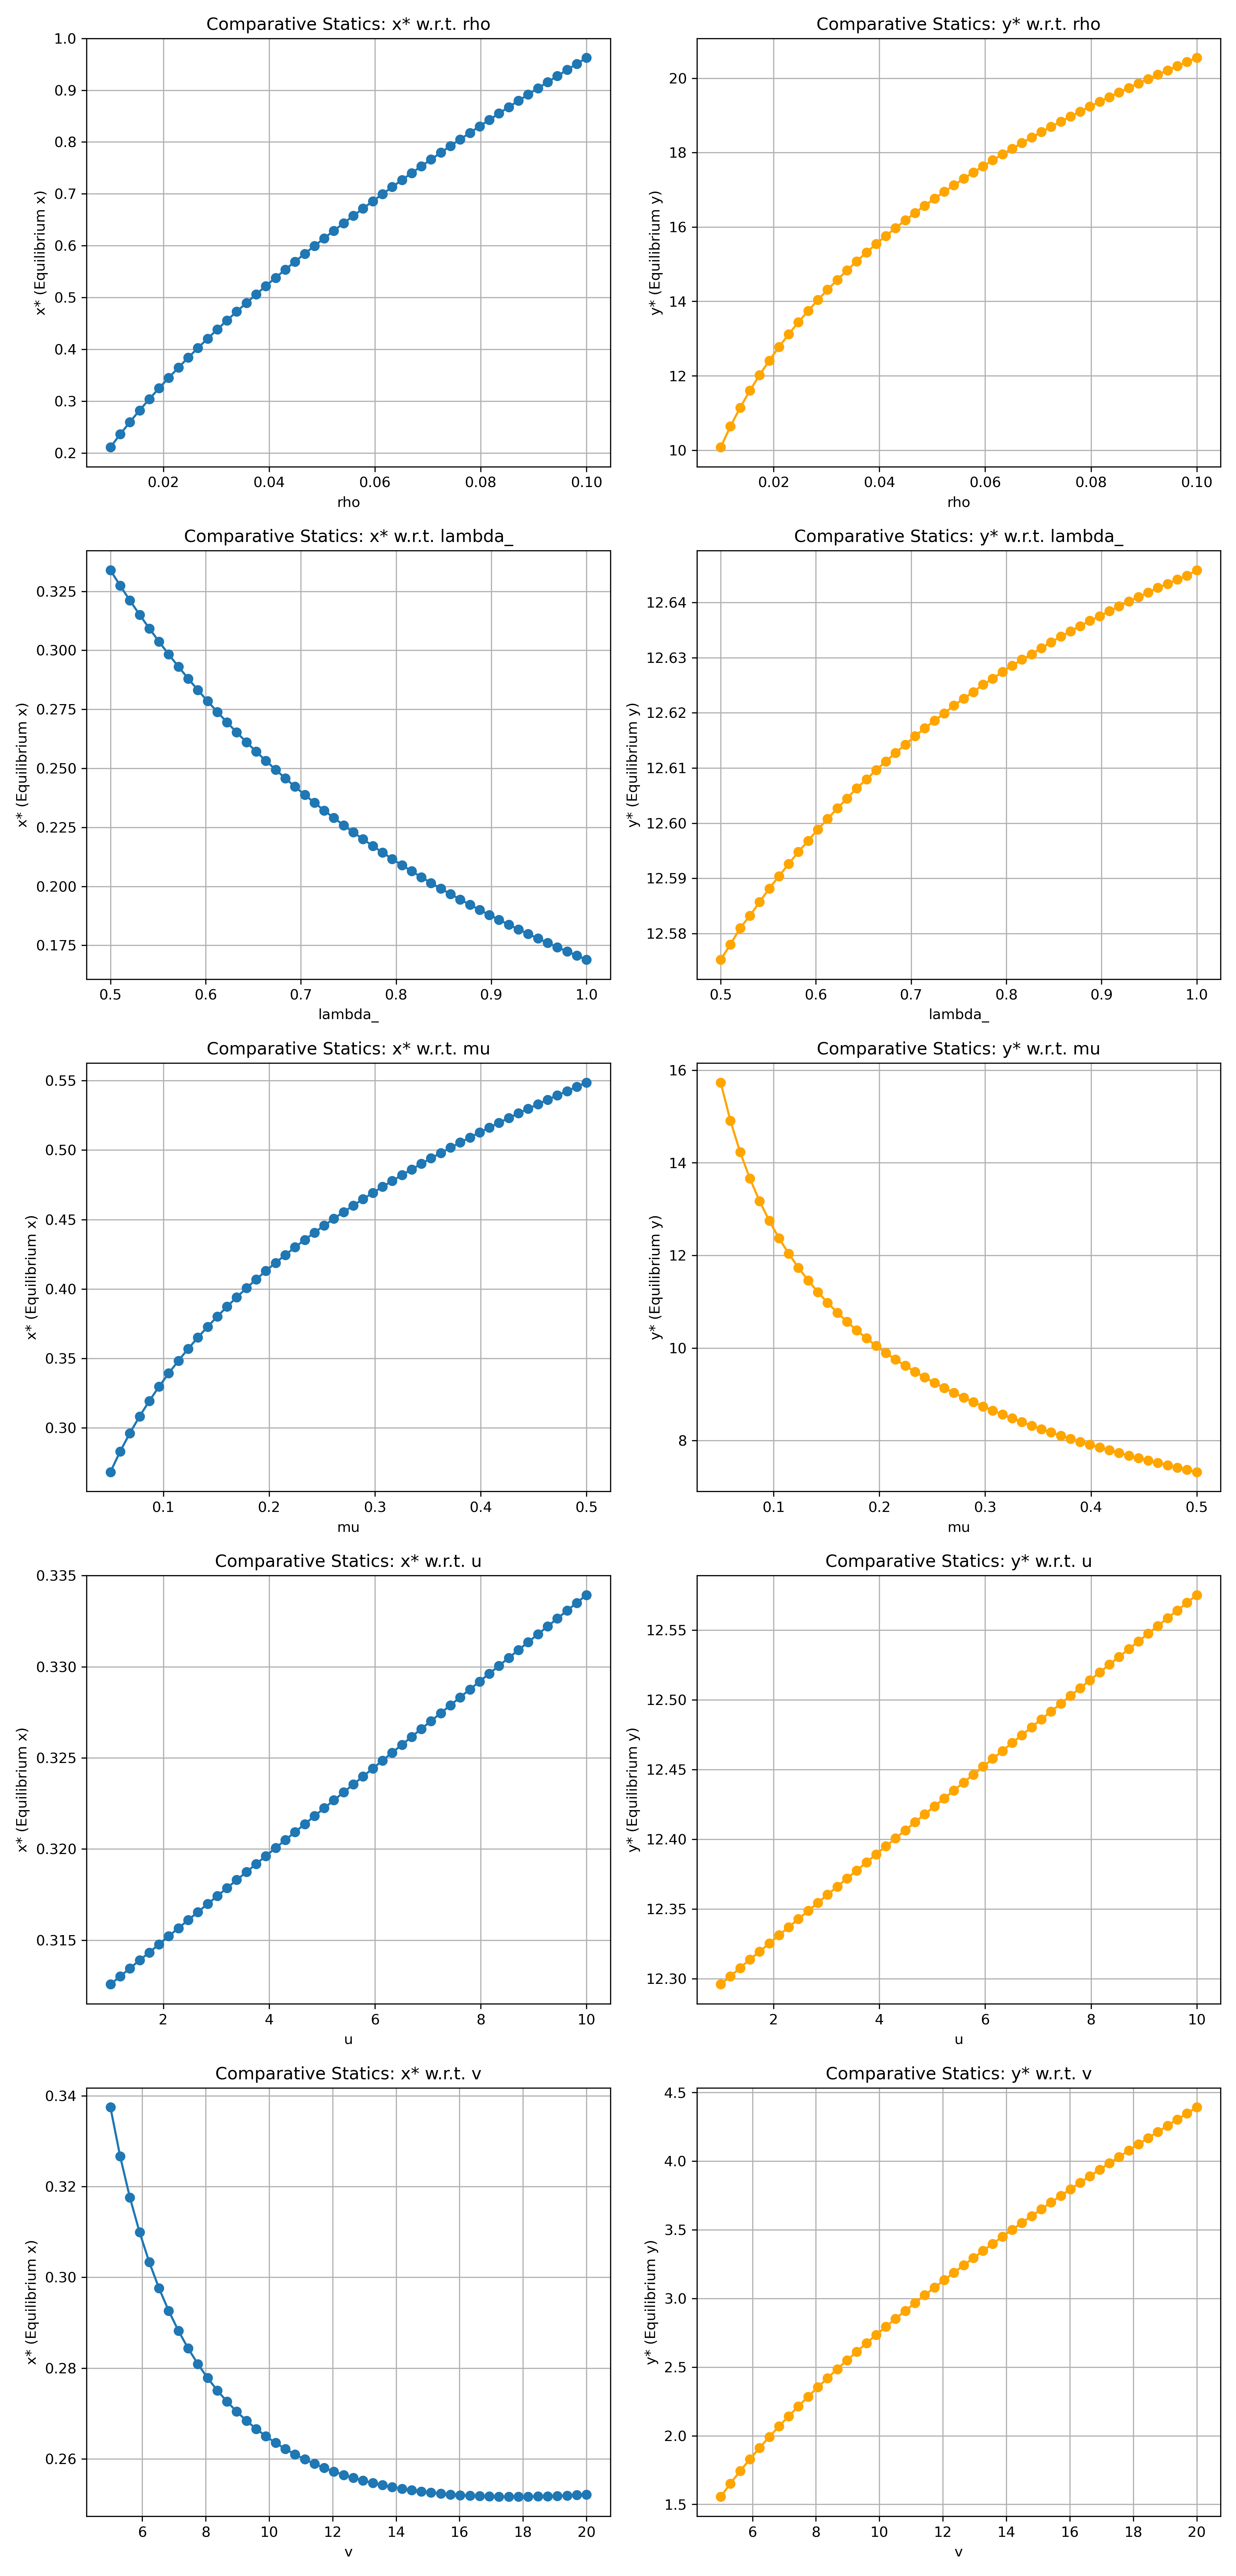 Comparative Statics: x* w.r.t. rho
x* (Equilibrium x)
1.0
0.9
0.8
0.7
0.6
0.5
0.4
0.3
0.2
0.02 0.04 0.06 0.08 0.10
rho
Comparative Statics: y* w.r.t. rho
y* (Equilibrium y)
20
18
16
14
12
10
0.02 0.04 0.06 0.08 0.10
rho
Comparative Statics: x* w.r.t. lambda_
x* (Equilibrium x)
0.325
0.300
0.275
0.250
0.225
0.200
0.175
0.5 0.6 0.7 0.8 0.9 1.0
lambda_
Comparative Statics: y* w.r.t. lambda_
y* (Equilibrium y)
12.64
12.63
12.62
12.61
12.60
12.59
12.58
0.5 0.6 0.7 0.8 0.9 1.0
lambda_
Comparative Statics: x* w.r.t. mu
x* (Equilibrium x)
0.55
0.50
0.45
0.40
0.35
0.30
0.1 0.2 0.3 0.4 0.5
mu
Comparative Statics: y* w.r.t. mu
y* (Equilibrium y)
16
14
12
10
8
0.1 0.2 0.3 0.4 0.5
mu
Comparative Statics: x* w.r.t. u
x* (Equilibrium x)
0.335
0.330
0.325
0.320
0.315
2 4 6 8 10
u
Comparative Statics: y* w.r.t. u
y* (Equilibrium y)
12.55
12.50
12.45
12.40
12.35
12.30
2 4 6 8 10
u
Comparative Statics: x* w.r.t. v
x* (Equilibrium x)
0.34
0.32
0.30
0.28
0.26
6 8 10 12 14 16 18 20
v
Comparative Statics: y* w.r.t. v
y* (Equilibrium y)
4.5
4.0
3.5
3.0
2.5
2.0
1.5
6 8 10 12 14 16 18 20
v